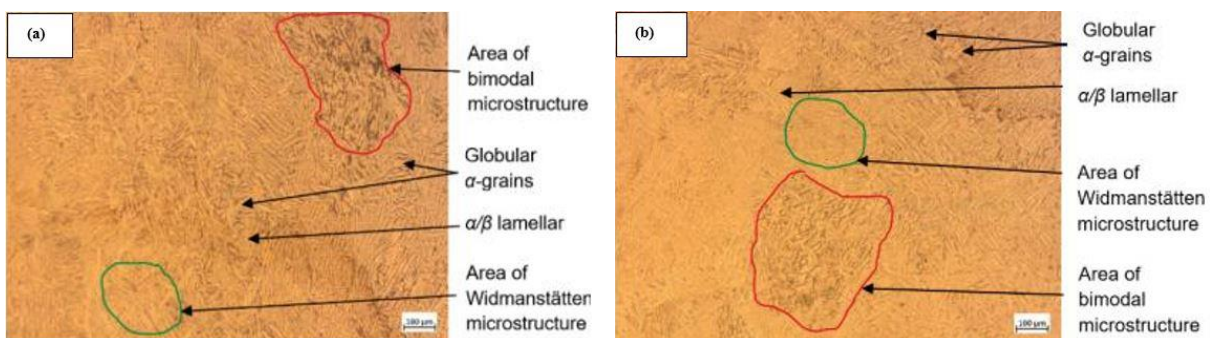 (a)
Area of
bimodal
microstructure
Globular
α-grains
α/β lamellar
Area of
Widmanstätten
microstructure
100 µm
(b)
Globular
α-grains
α/β lamellar
Area of
Widmanstätten
microstructure
Area of
bimodal
microstructure
100 µm